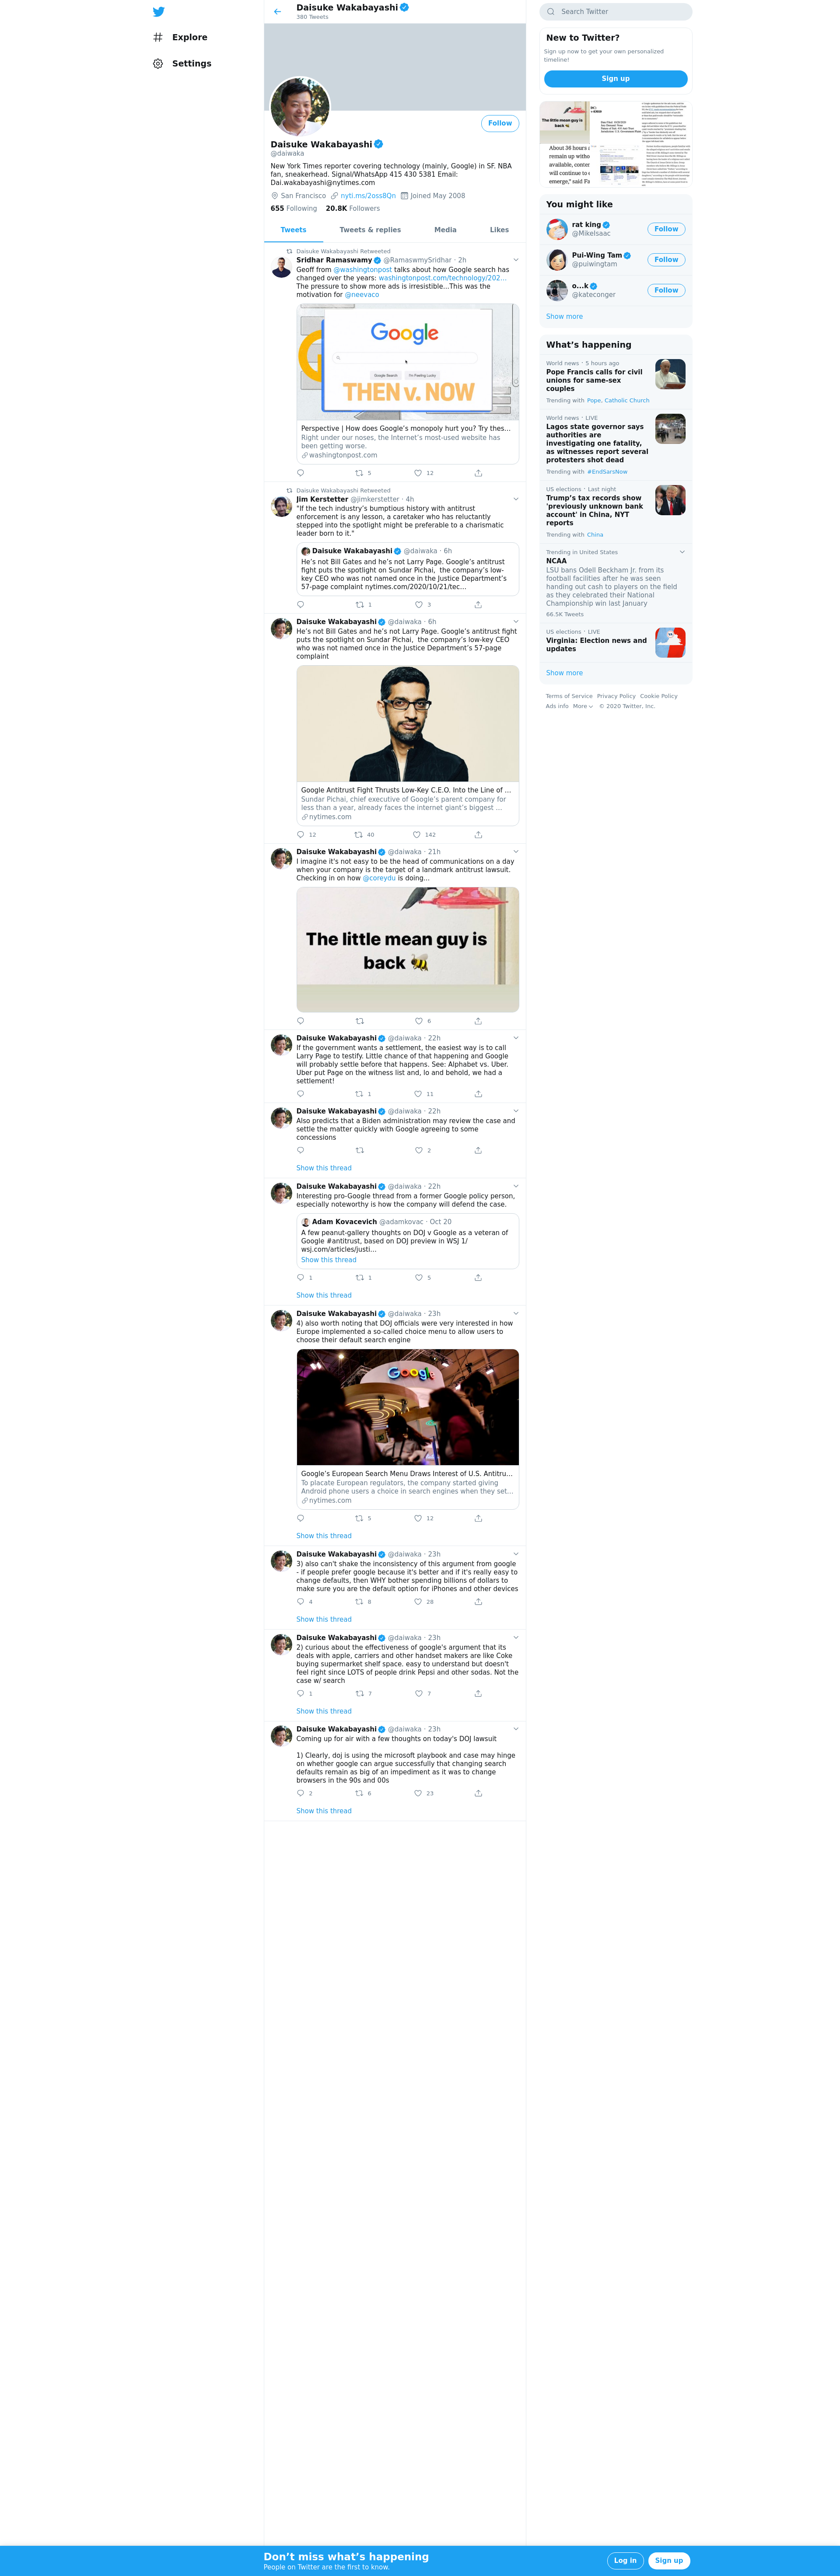 Explore
Settings
Daisuke Wakabayashi
380 Tweets
Follow
Daisuke Wakabayashi
@daiwaka
New York Times reporter covering technology (mainly, Google) in SF. NBA
fan, sneakerhead. Signal/WhatsApp 415 430 5381 Email:
Dai.wakabayashi@nytimes.com
San Francisco nyti.ms/2oss8Qn Joined May 2008
655 Following 20.8K Followers
Tweets Tweets & replies Media Likes
Daisuke Wakabayashi Retweeted
Sridhar Ramaswamy @RamaswmySridhar · 2h
Geoff from @washingtonpost talks about how Google search has
changed over the years: washingtonpost.com/technology/202…
The pressure to show more ads is irresistible...This was the
motivation for @neevaco
Google
Google Search I'm Feeling Lucky
THEN v. NOW
Perspective | How does Google's monopoly hurt you? Try thes...
Right under our noses, the Internet's most-used website has
been getting worse.
washingtonpost.com
5 12
Daisuke Wakabayashi Retweeted
Jim Kerstetter @jimkerstetter · 4h
"If the tech industry's bumptious history with antitrust
enforcement is any lesson, a caretaker who has reluctantly
stepped into the spotlight might be preferable to a charismatic
leader born to it."
Daisuke Wakabayashi @daiwaka · 6h
He's not Bill Gates and he's not Larry Page. Google's antitrust
fight puts the spotlight on Sundar Pichai, the company's low-
key CEO who was not named once in the Justice Department's
57-page complaint nytimes.com/2020/10/21/tec…
1 3
Daisuke Wakabayashi @daiwaka · 6h
He's not Bill Gates and he's not Larry Page. Google's antitrust fight
puts the spotlight on Sundar Pichai, the company's low-key CEO
who was not named once in the Justice Department's 57-page
complaint
Google Antitrust Fight Thrusts Low-Key C.E.O. Into the Line of ...
Sundar Pichai, chief executive of Google's parent company for
less than a year, already faces the internet giant's biggest ...
nytimes.com
12 40 142
Daisuke Wakabayashi @daiwaka · 21h
I imagine it's not easy to be the head of communications on a day
when your company is the target of a landmark antitrust lawsuit.
Checking in on how @coreydu is doing...
The little mean guy is
back 🐝
6
Daisuke Wakabayashi @daiwaka · 22h
If the government wants a settlement, the easiest way is to call
Larry Page to testify. Little chance of that happening and Google
will probably settle before that happens. See: Alphabet vs. Uber.
Uber put Page on the witness list and, lo and behold, we had a
settlement!
1 11
Daisuke Wakabayashi @daiwaka · 22h
Also predicts that a Biden administration may review the case and
settle the matter quickly with Google agreeing to some
concessions
2
Show this thread
Daisuke Wakabayashi @daiwaka · 22h
Interesting pro-Google thread from a former Google policy person,
especially noteworthy is how the company will defend the case.
Adam Kovacevich @adamkovac · Oct 20
A few peanut-gallery thoughts on DOJ v Google as a veteran of
Google #antitrust, based on DOJ preview in WSJ 1/
wsj.com/articles/justi…
Show this thread
1 1 5
Show this thread
Daisuke Wakabayashi @daiwaka · 23h
4) also worth noting that DOJ officials were very interested in how
Europe implemented a so-called choice menu to allow users to
choose their default search engine
Google
Google's European Search Menu Draws Interest of U.S. Antitru...
To placate European regulators, the company started giving
Android phone users a choice in search engines when they set...
nytimes.com
5 12
Show this thread
Daisuke Wakabayashi @daiwaka · 23h
3) also can't shake the inconsistency of this argument from google
- if people prefer google because it's better and if it's really easy to
change defaults, then WHY bother spending billions of dollars to
make sure you are the default option for iPhones and other devices
4 8 28
Show this thread
Daisuke Wakabayashi @daiwaka · 23h
2) curious about the effectiveness of google's argument that its
deals with apple, carriers and other handset makers are like Coke
buying supermarket shelf space. easy to understand but doesn't
feel right since LOTS of people drink Pepsi and other sodas. Not the
case w/ search
1 7 7
Show this thread
Daisuke Wakabayashi @daiwaka · 23h
Coming up for air with a few thoughts on today's DOJ lawsuit
1) Clearly, doj is using the microsoft playbook and case may hinge
on whether google can argue successfully that changing search
defaults remain as big of an impediment as it was to change
browsers in the 90s and 00s
2 6 23
Show this thread
Search Twitter
New to Twitter?
Sign up now to get your own personalized
timeline!
Sign up
The little mean guy is
back
About 36 hours a
remain up witho
available, conter
will continue to
emerge," said Fa
You might like
rat king
@MikeIsaac
Follow
Pui-Wing Tam
@puiwingtam
Follow
o...k
@kateconger
Follow
Show more
What's happening
World news · 5 hours ago
Pope Francis calls for civil
unions for same-sex
couples
Trending with Pope, Catholic Church
World news · LIVE
Lagos state governor says
authorities are
investigating one fatality,
as witnesses report several
protesters shot dead
Trending with #EndSarsNow
US elections · Last night
Trump's tax records show
'previously unknown bank
account' in China, NYT
reports
Trending with China
Trending in United States
NCAA
LSU bans Odell Beckham Jr. from its
football facilities after he was seen
handing out cash to players on the field
as they celebrated their National
Championship win last January
66.5K Tweets
US elections · LIVE
Virginia: Election news and
updates
Show more
Terms of Service Privacy Policy Cookie Policy
Ads info More © 2020 Twitter, Inc.
Don't miss what's happening
People on Twitter are the first to know.
Log in Sign up